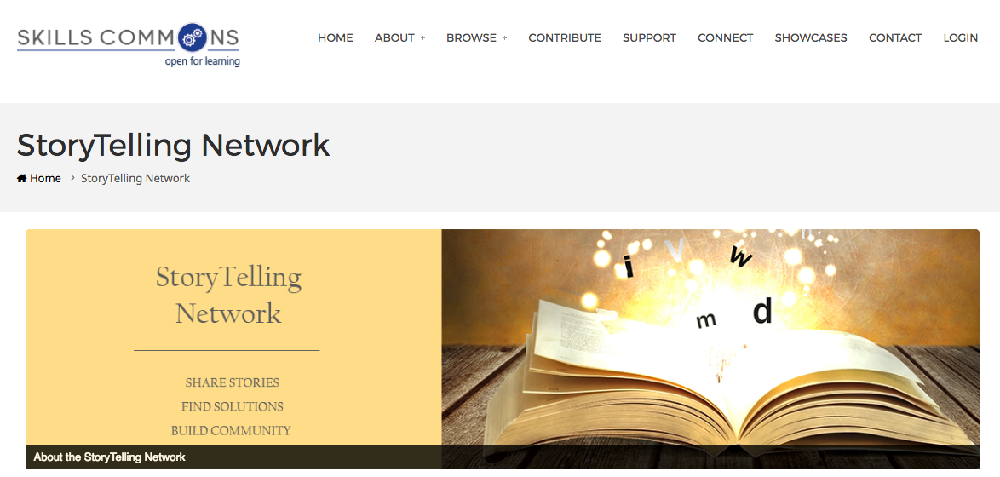 SKILLS COMMONS
open for learning
HOME ABOUT + BROWSE + CONTRIBUTE SUPPORT CONNECT SHOWCASES CONTACT LOGIN
StoryTelling Network
Home > StoryTelling Network
StoryTelling
Network
SHARE STORIES
FIND SOLUTIONS
BUILD COMMUNITY
i v w
m d
About the StoryTelling Network